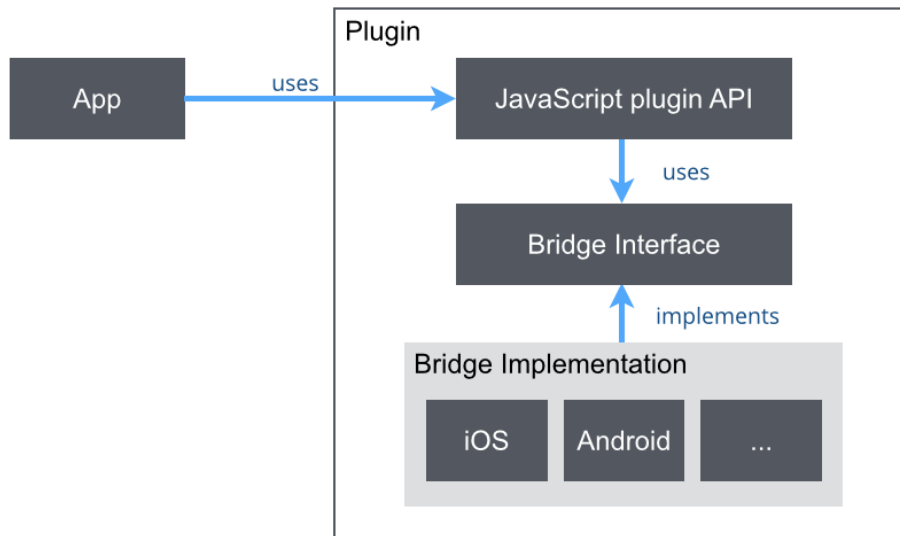 Plugin
App
uses
JavaScript plugin API
uses
Bridge Interface
implements
Bridge Implementation
iOS
Android
...